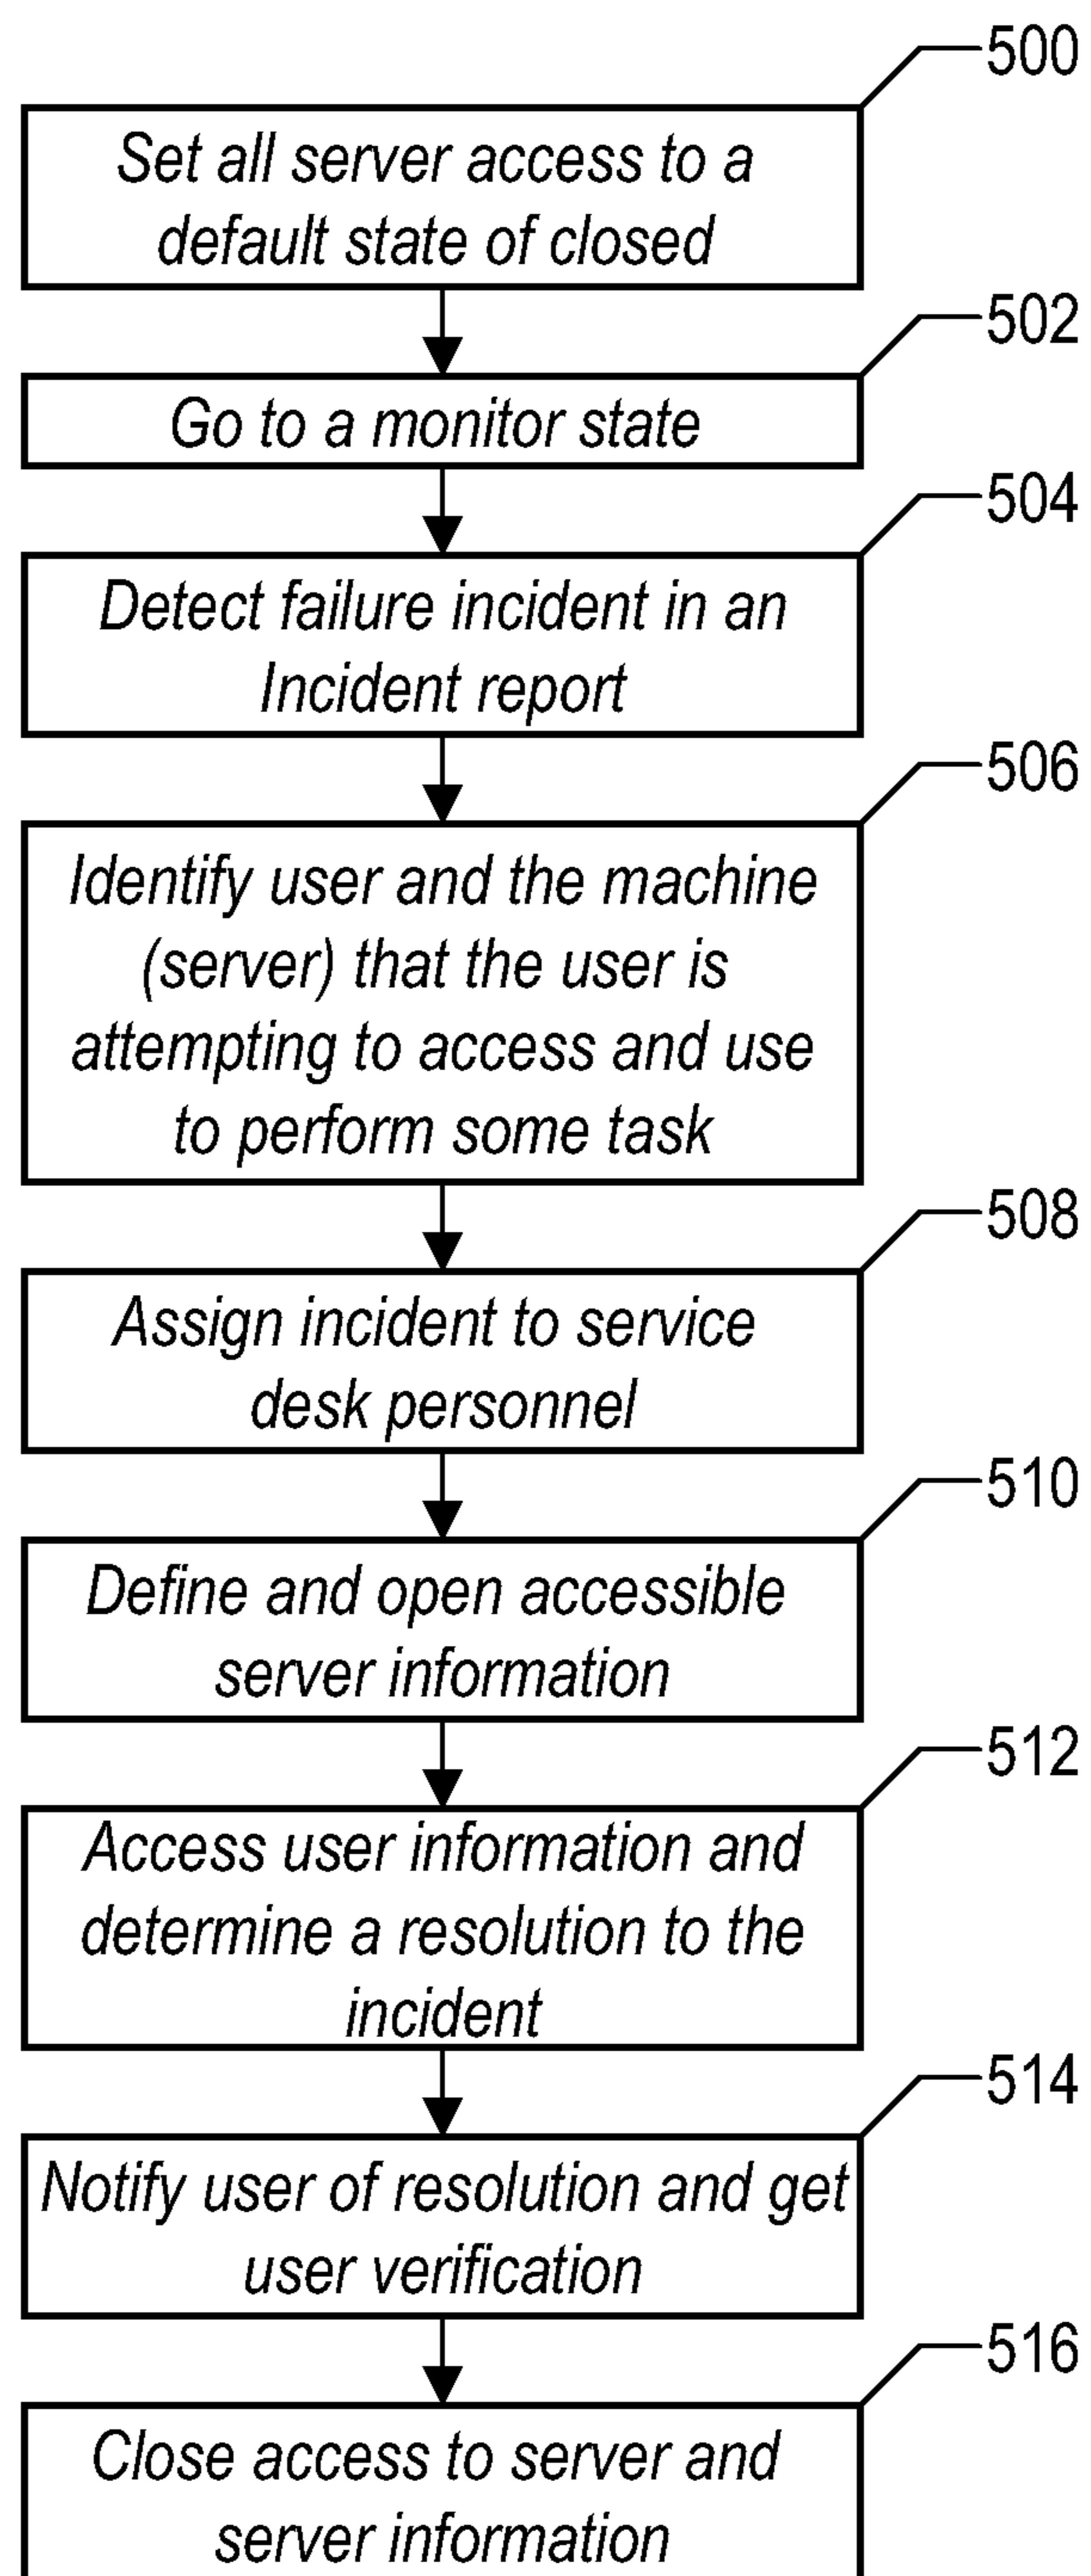 500
Set all server access to a
default state of closed
502
Go to a monitor state
504
Detect failure incident in an
Incident report
506
Identify user and the machine
(server) that the user is
attempting to access and use
to perform some task
508
Assign incident to service
desk personnel
510
Define and open accessible
server information
512
Access user information and
determine a resolution to the
incident
514
Notify user of resolution and get
user verification
516
Close access to server and
server information